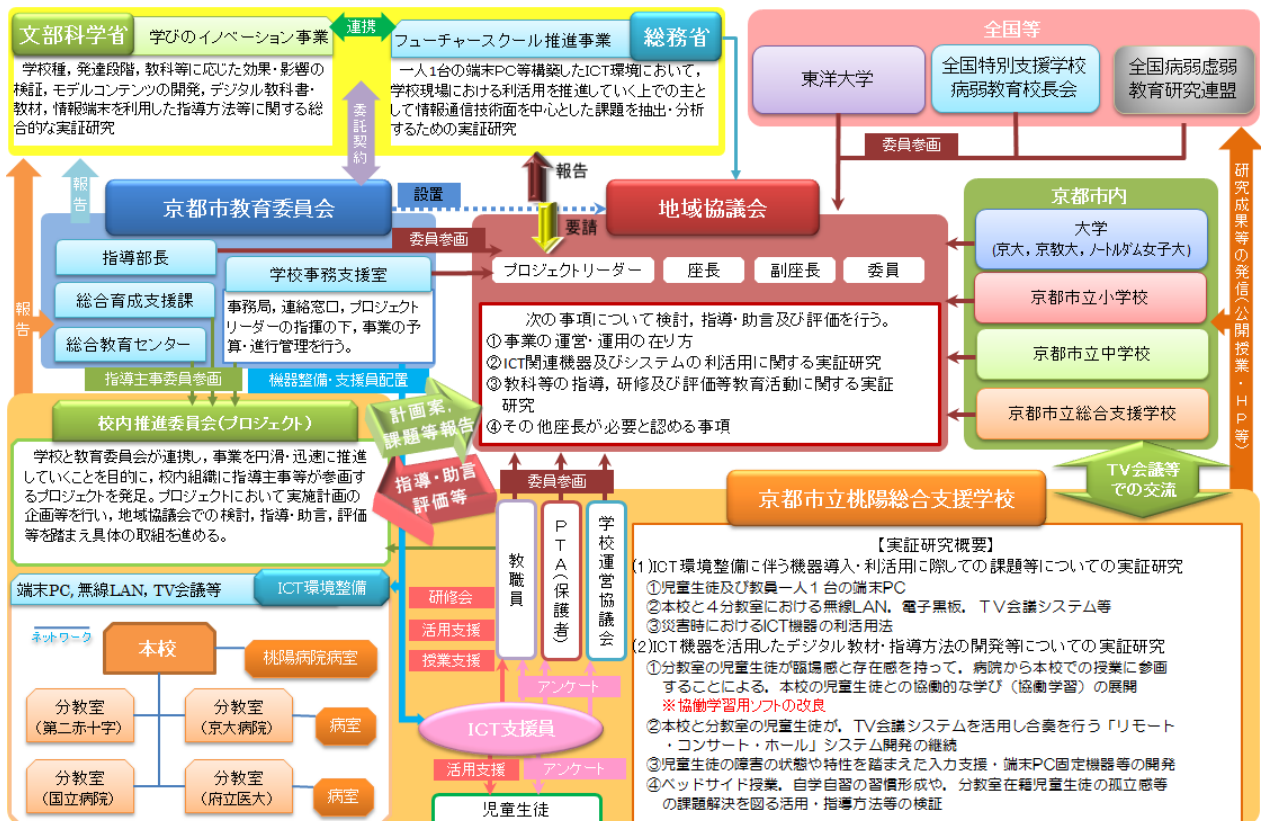 文部科学省
学びのイノベーション事業
学校種，発達段階，教科等に応じた効果・影響の
検証，モデルコンテンツの開発，デジタル教科書・
教材，情報端末を利用した指導方法等に関する総
合的な実証研究
連携
フューチャースクール推進事業
総務省
一人１台の端末PC等構築したICT環境において，
学校現場における利活用を推進していく上での主と
して情報通信技術面を中心とした課題を抽出・分析
するための実証研究
全国等
東洋大学
全国特別支援学校
病弱教育校長会
全国病弱虚弱
教育研究連盟
委員参画
委託契約
報告
報告
報告
要請
研究成果等の発信（公開授業・ＨＰ等）
京都市教育委員会
設置
地域協議会
指導部長
総合育成支援課
総合教育センター
学校事務支援室
事務局，連絡窓口，プロジェクト
リーダーの指揮の下，事業の予
算・進行管理を行う。
委員参画
プロジェクトリーダー
座長
副座長
委員
次の事項について検討，指導・助言及び評価を行う。
①事業の運営・運用の在り方
②ICT関連機器及びシステムの利活用に関する実証研究
③教科等の指導，研修及び評価等教育活動に関する実証
研究
④その他座長が必要と認める事項
京都市内
大学
(京大，京教大，ノートルダム女子大)
京都市立小学校
京都市立中学校
京都市立総合支援学校
TV会議等
での交流
指導主事委員参画
機器整備・支援員配置
校内推進委員会（プロジェクト）
学校と教育委員会が連携し，事業を円滑・迅速に推進
していくことを目的に，校内組織に指導主事等が参画す
るプロジェクトを発足。プロジェクトにおいて実施計画の
企画等を行い，地域協議会での検討，指導・助言，評価
等を踏まえ具体の取組を進める。
計画案，
課題等報告
指導・助言
評価等
委員参画
教職員
ＰＴＡ（保護者）
学校運営協議会
端末PC，無線LAN，TV会議等
ICT環境整備
ネットワーク
本校
桃陽病院病室
分教室
(第二赤十字)
分教室
(京大病院)
病室
分教室
(国立病院)
分教室
(府立医大)
病室
研修会
活用支援
授業支援
アンケート
ICT支援員
活用支援
アンケート
児童生徒
京都市立桃陽総合支援学校
【実証研究概要】
(１)ICT環境整備に伴う機器導入・利活用に際しての課題等についての実証研究
①児童生徒及び教員一人１台の端末PC
②本校と４分教室における無線LAN．電子黒板．ＴＶ会議システム等
③災害時におけるICT機器の利活用法
(２)ICT機器を活用したデジタル教材・指導方法の開発等についての実証研究
①分教室の児童生徒が臨場感と存在感を持って．病院から本校での授業に参画
することによる．本校の児童生徒との協働的な学び（協働学習）の展開
※協働学習用ソフトの改良
②本校と分教室の児童生徒が．TV会議システムを活用し合奏を行う「リモート
・コンサート・ホール」システム開発の継続
③児童生徒の障害の状態や特性を踏まえた入力支援・端末PC固定機器等の開発
④ベッドサイド授業．自学自習の習慣形成や．分教室在籍児童生徒の孤立感等
の課題解決を図る活用・指導方法等の検証